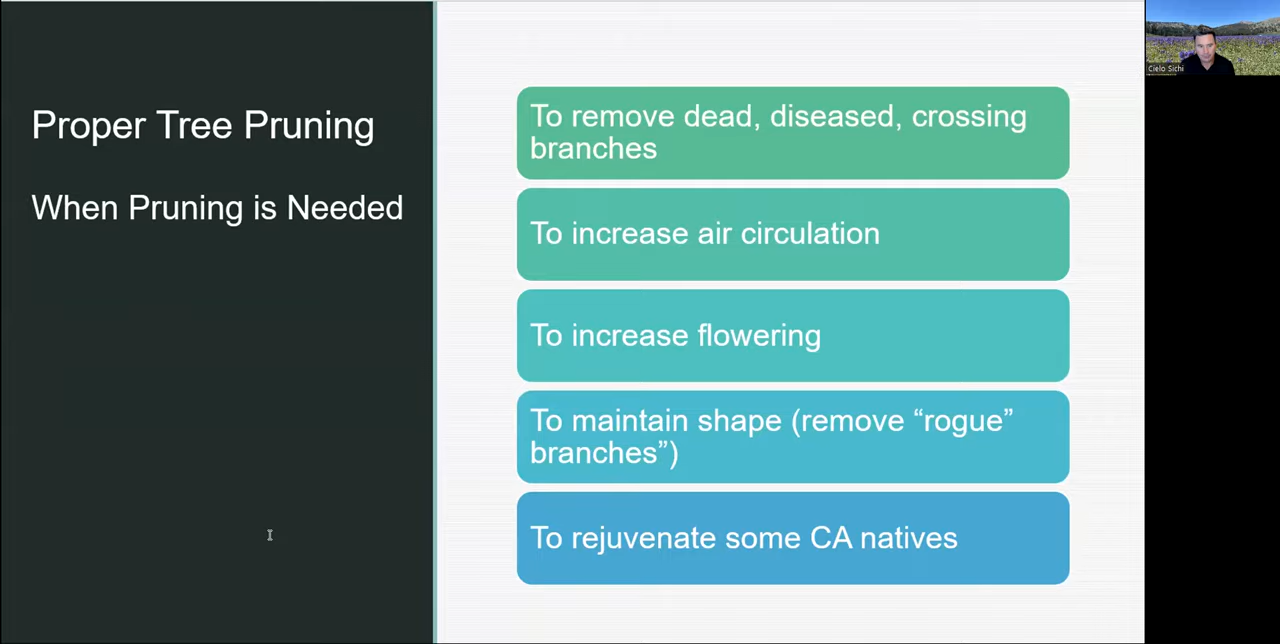 Proper Tree Pruning
When Pruning is Needed
To remove dead, diseased, crossing
branches
To increase air circulation
To increase flowering
To maintain shape (remove “rogue”
branches”)
To rejuvenate some CA natives
Cielo Sichi